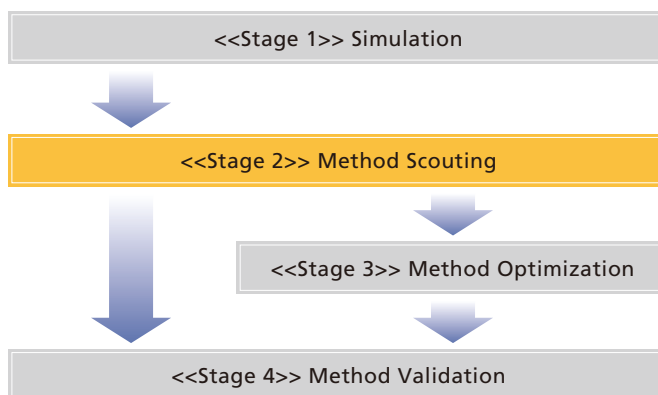 <<Stage 1>> Simulation
<<Stage 2>> Method Scouting
<<Stage 3>> Method Optimization
<<Stage 4>> Method Validation